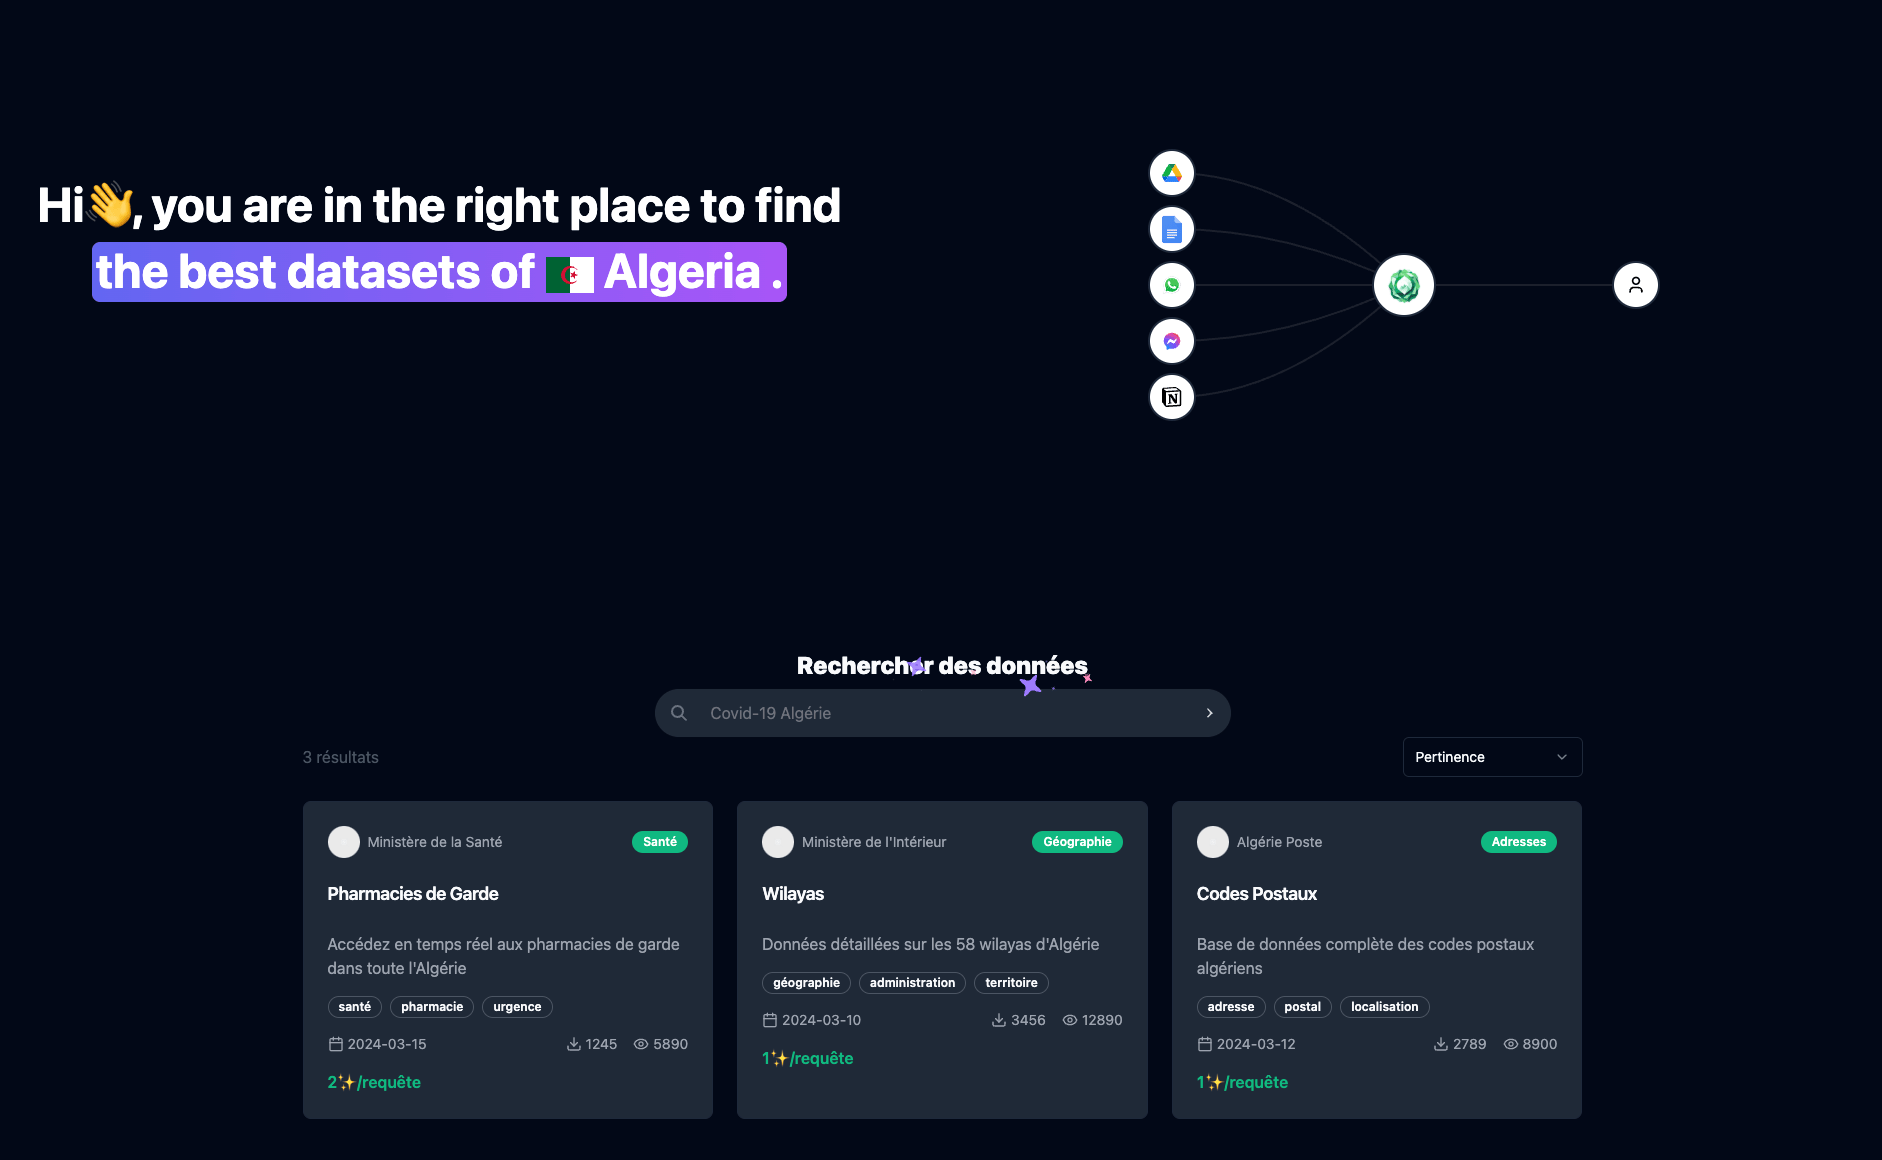 Hi👋, you are in the right place to find
the best datasets of 🇩🇿 Algeria .
N
Rechercher des données
Covid-19 Algérie
3 résultats
Pertinence
Ministère de la Santé
Santé
Pharmacies de Garde
Accédez en temps réel aux pharmacies de garde
dans toute l'Algérie
santé pharmacie urgence
2024-03-15 1245 5890
2✨/requête
Ministère de l'Intérieur
Géographie
Wilayas
Données détaillées sur les 58 wilayas d'Algérie
géographie administration territoire
2024-03-10 3456 12890
1✨/requête
Algérie Poste
Adresses
Codes Postaux
Base de données complète des codes postaux
algériens
adresse postal localisation
2024-03-12 2789 8900
1✨/requête